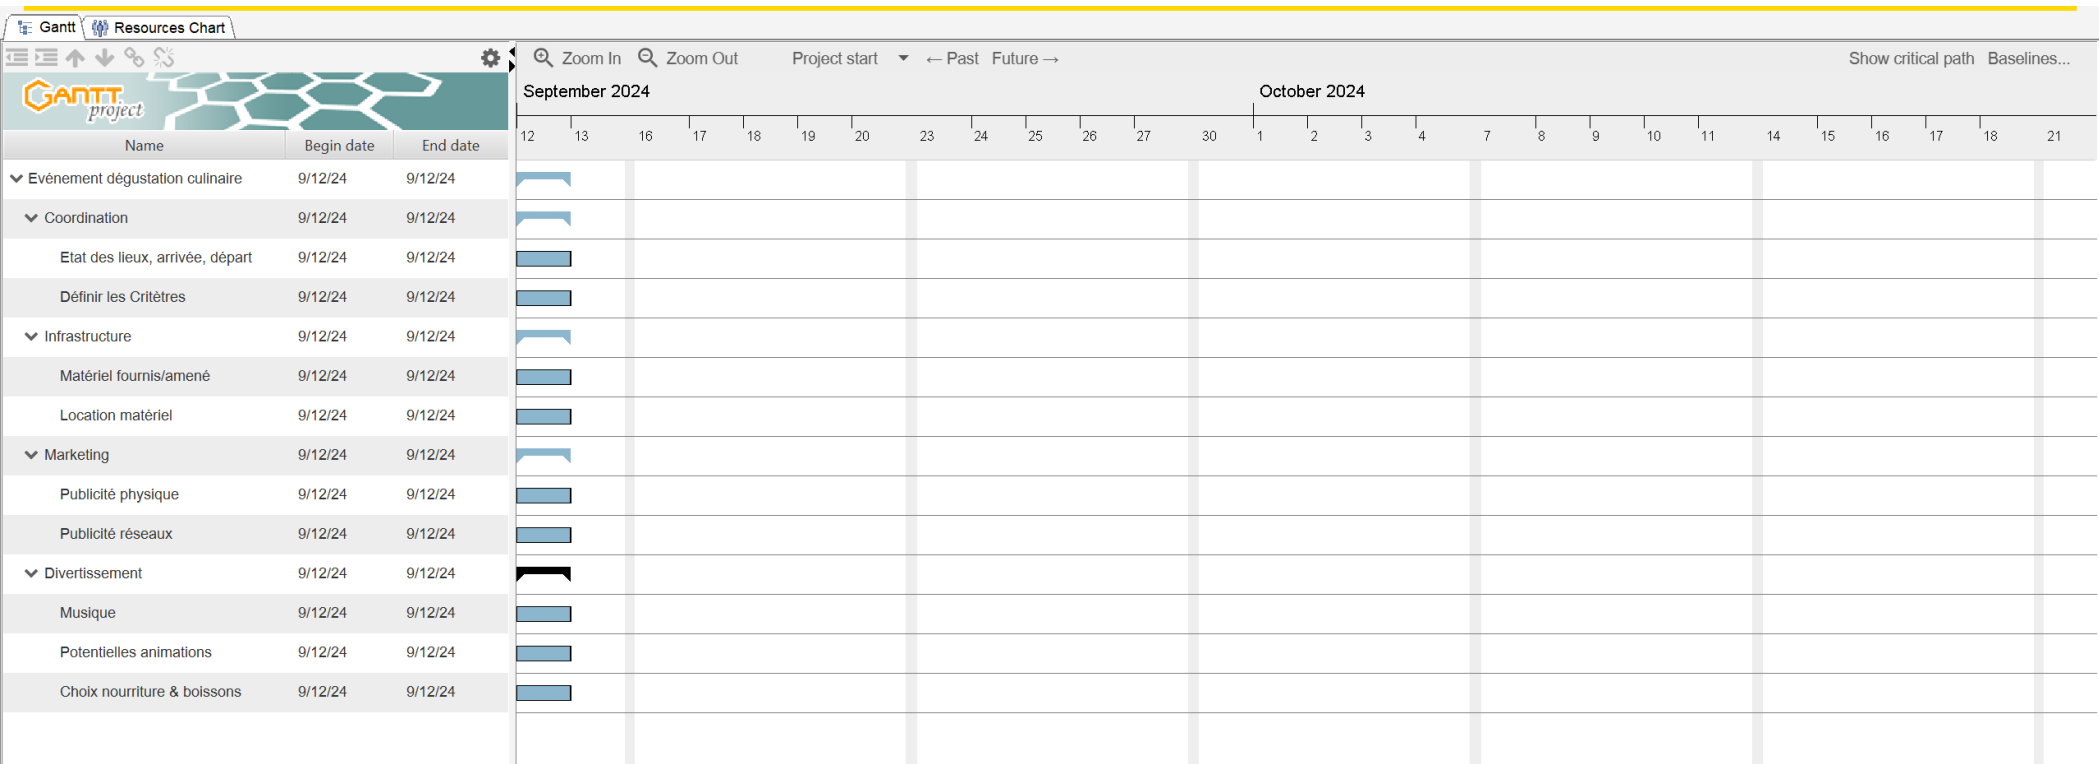 Gantt Resources Chart
Zoom In Zoom Out Project start ← Past Future → Show critical path Baselines...
GANTT project
September 2024 October 2024
Name Begin date End date
12 13 16 17 18 19 20 23 24 25 26 27 30 1 2 3 4 7 8 9 10 11 14 15 16 17 18 21
Evénement dégustation culinaire 9/12/24 9/12/24
Coordination 9/12/24 9/12/24
Etat des lieux, arrivée, départ 9/12/24 9/12/24
Définir les Critètres 9/12/24 9/12/24
Infrastructure 9/12/24 9/12/24
Matériel fournis/amené 9/12/24 9/12/24
Location matériel 9/12/24 9/12/24
Marketing 9/12/24 9/12/24
Publicité physique 9/12/24 9/12/24
Publicité réseaux 9/12/24 9/12/24
Divertissement 9/12/24 9/12/24
Musique 9/12/24 9/12/24
Potentielles animations 9/12/24 9/12/24
Choix nourriture & boissons 9/12/24 9/12/24